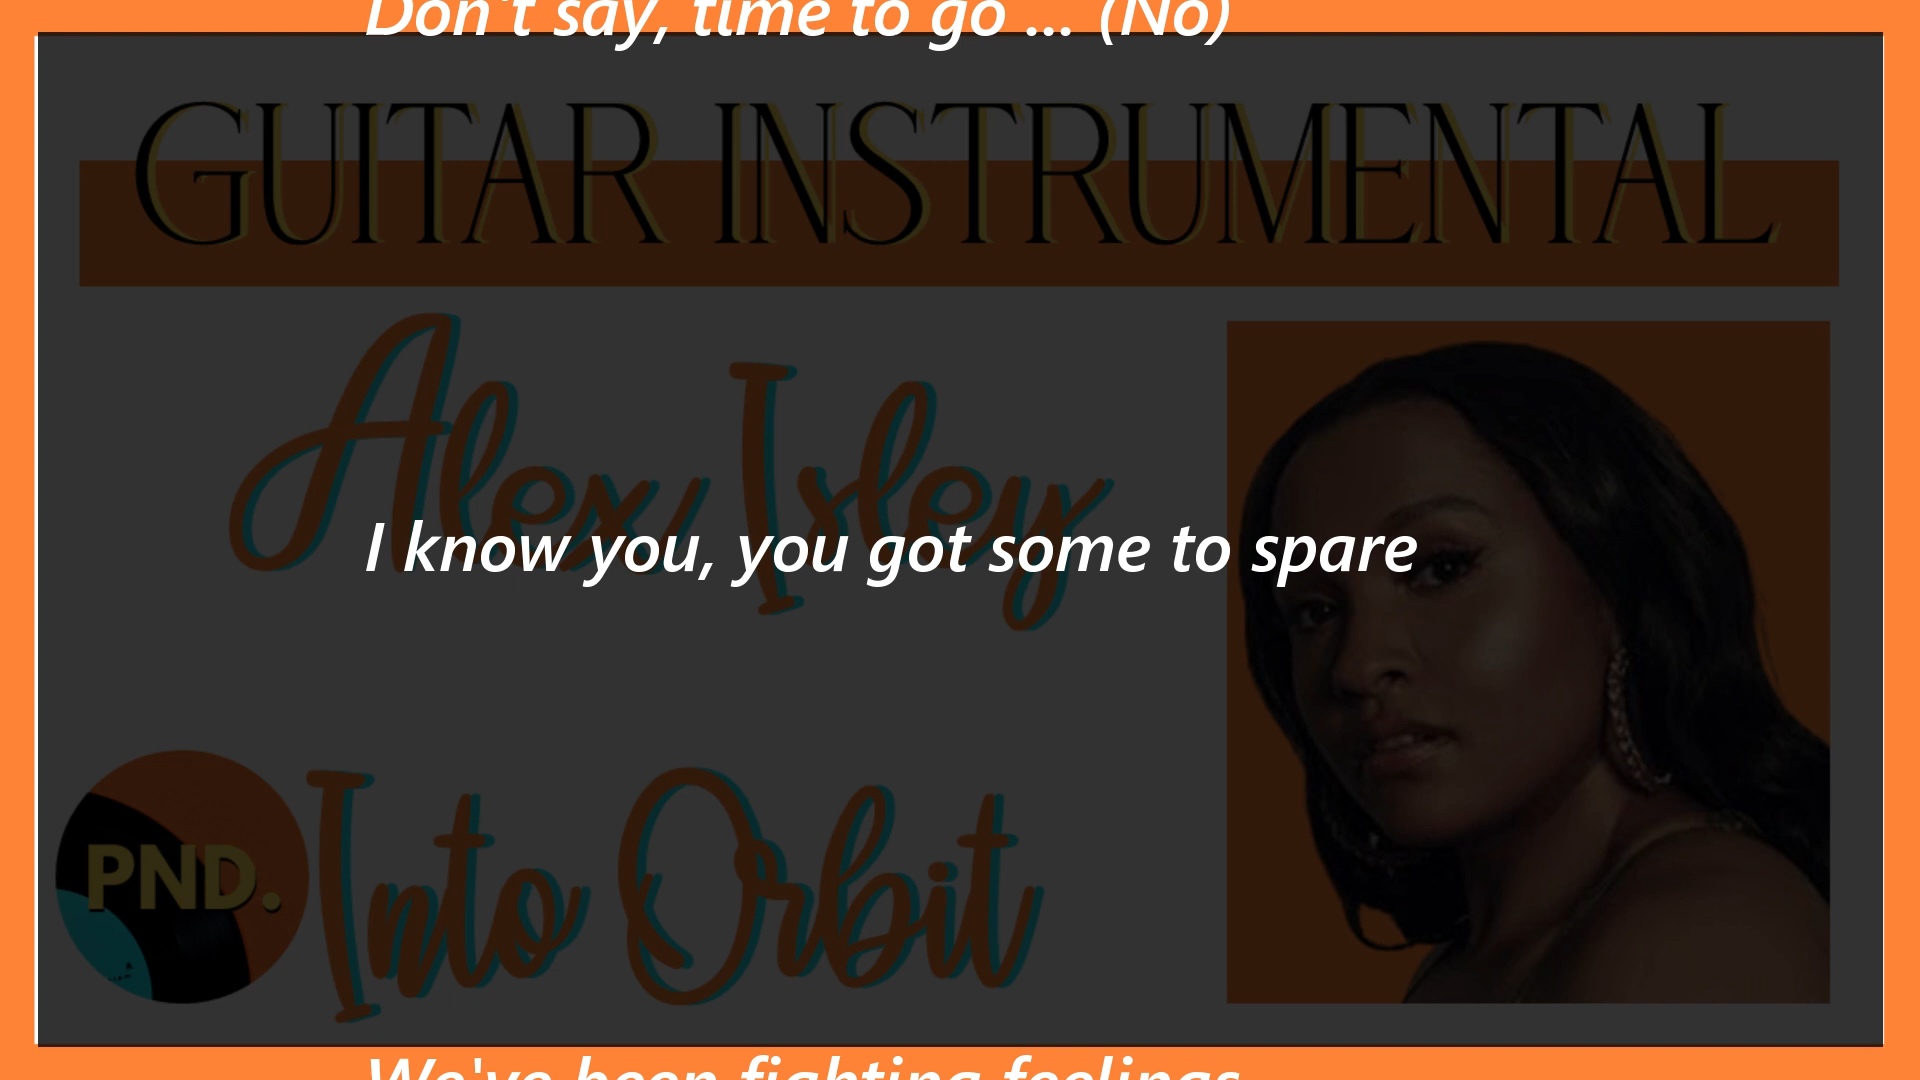 Don't say, time to go ... (No)
GUITAR INSTRUMENTAL
Alex Isley
I know you, you got some to spare
PND.
Into Orbit
We've been fighting feelings